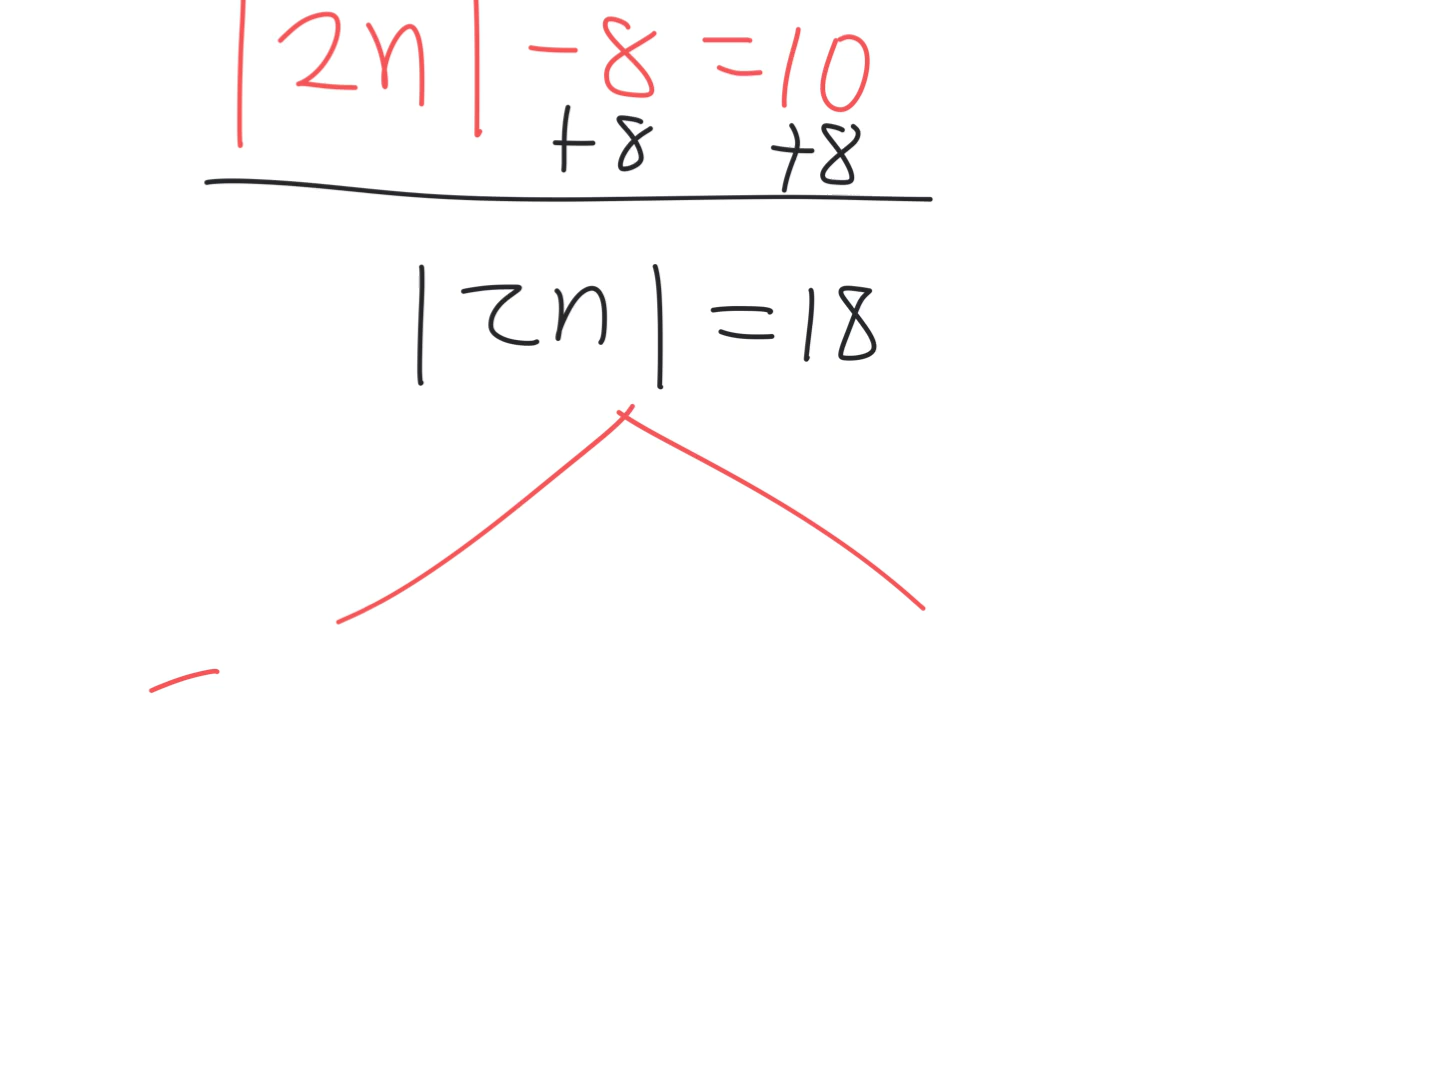 |2n| - 8 = 10
+8 +8
|2n| = 18